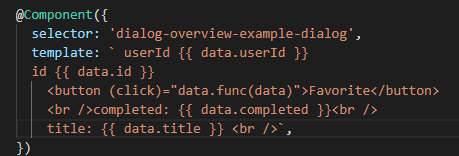 @Component({
selector: 'dialog-overview-example-dialog',
template: ` userId {{ data.userId }}
id {{ data.id }}
<button (click)="data.func(data)">Favorite</button>
<br />completed: {{ data.completed }}<br />
title: {{ data.title }} <br />`,
})